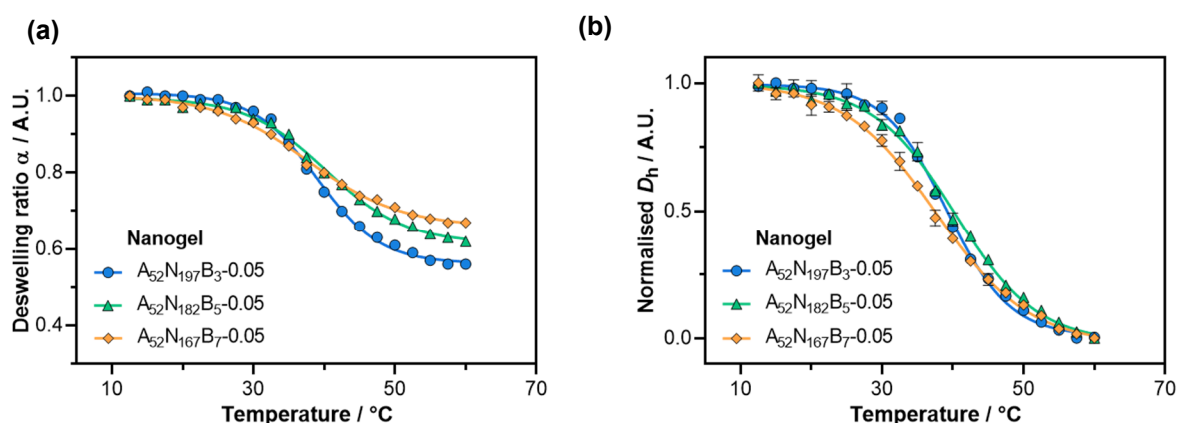 (a)
Deswelling ratio α / A.U.
1.0
0.8
0.6
0.4
Nanogel
A₅₂N₁₉₇B₃-0.05
A₅₂N₁₈₂B₅-0.05
A₅₂N₁₆₇B₇-0.05
10 30 50 70
Temperature / °C
(b)
Normalised Dₕ / A.U.
1.0
0.5
0.0
Nanogel
A₅₂N₁₉₇B₃-0.05
A₅₂N₁₈₂B₅-0.05
A₅₂N₁₆₇B₇-0.05
10 30 50 70
Temperature / °C